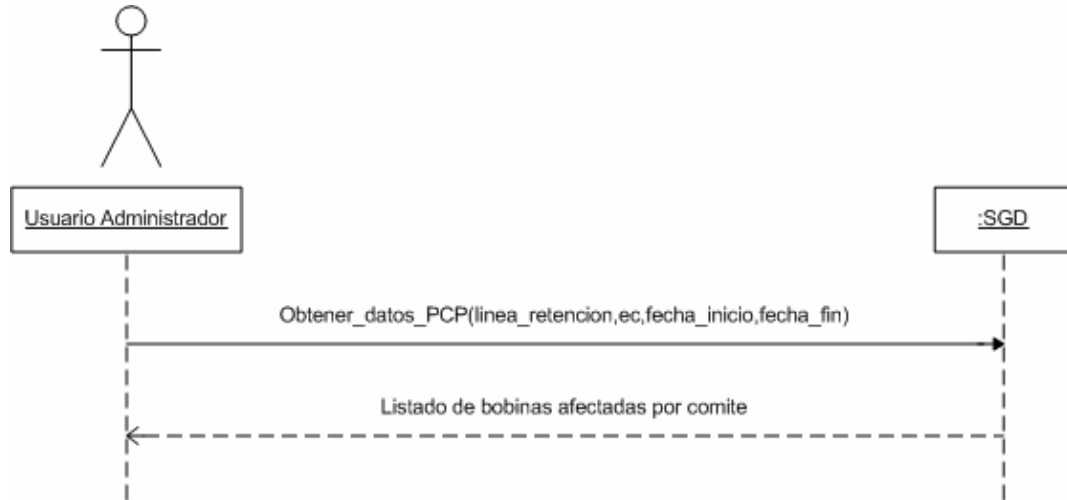 Usuario Administrador
:SGD
Obtener_datos_PCP(linea_retencion,ec,fecha_inicio,fecha_fin)
Listado de bobinas afectadas por comite